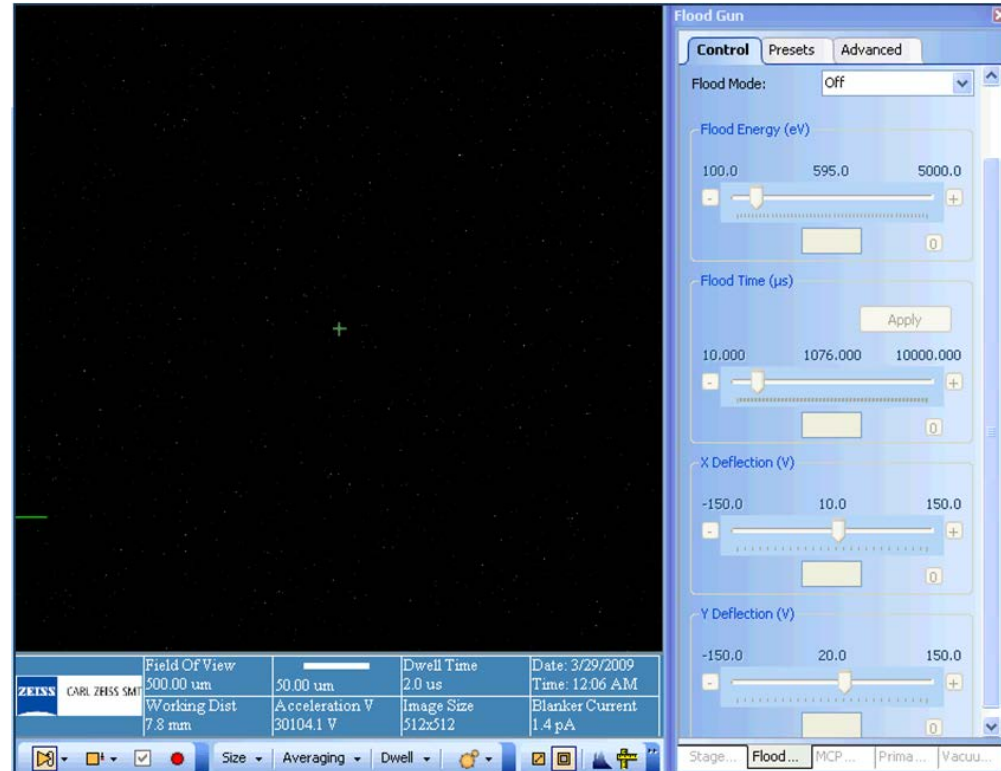 Flood Gun
Control Presets Advanced
Flood Mode: Off
Flood Energy (eV)
100.0 595.0 5000.0
- +
0
Flood Time (µs)
Apply
10.000 1076.000 10000.000
- +
0
X Deflection (V)
-150.0 10.0 150.0
- +
0
Y Deflection (V)
-150.0 20.0 150.0
- +
0
Stage... Flood... MCP... Prima... Vacuu...
ZEISS CARL ZEISS SMT
Field Of View Dwell Time Date: 3/29/2009
500.00 um 50.00 um 2.0 us Time: 12:06 AM
Working Dist Acceleration V Image Size Blanker Current
7.8 mm 30104.1 V 512x512 1.4 pA
Size Averaging Dwell